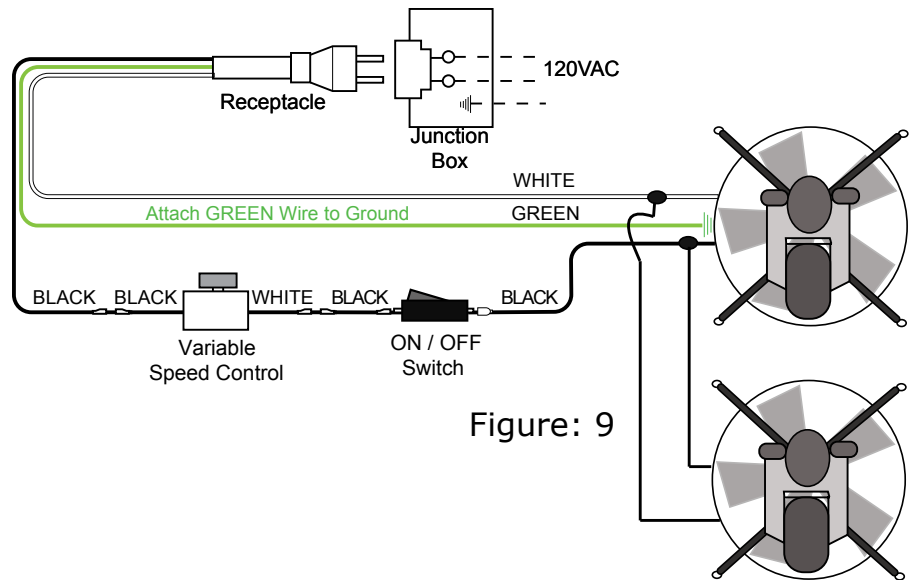 120VAC
Receptacle
Junction
Box
WHITE
Attach GREEN Wire to Ground
GREEN
BLACK
BLACK
WHITE
BLACK
BLACK
Variable
Speed Control
ON / OFF
Switch
Figure: 9